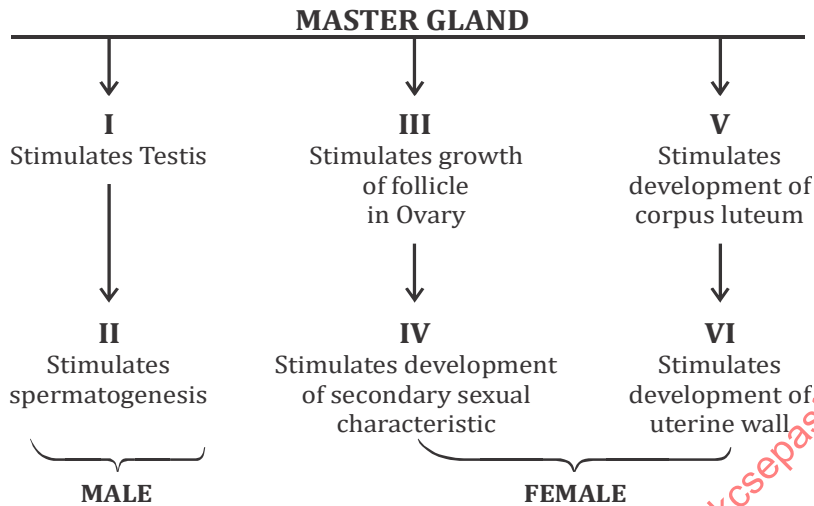 MASTER GLAND
I
Stimulates Testis
III
Stimulates growth
of follicle
in Ovary
V
Stimulates
development of
corpus luteum
II
Stimulates
spermatogenesis
IV
Stimulates development
of secondary sexual
characteristic
VI
Stimulates
development of
uterine wall
MALE
FEMALE